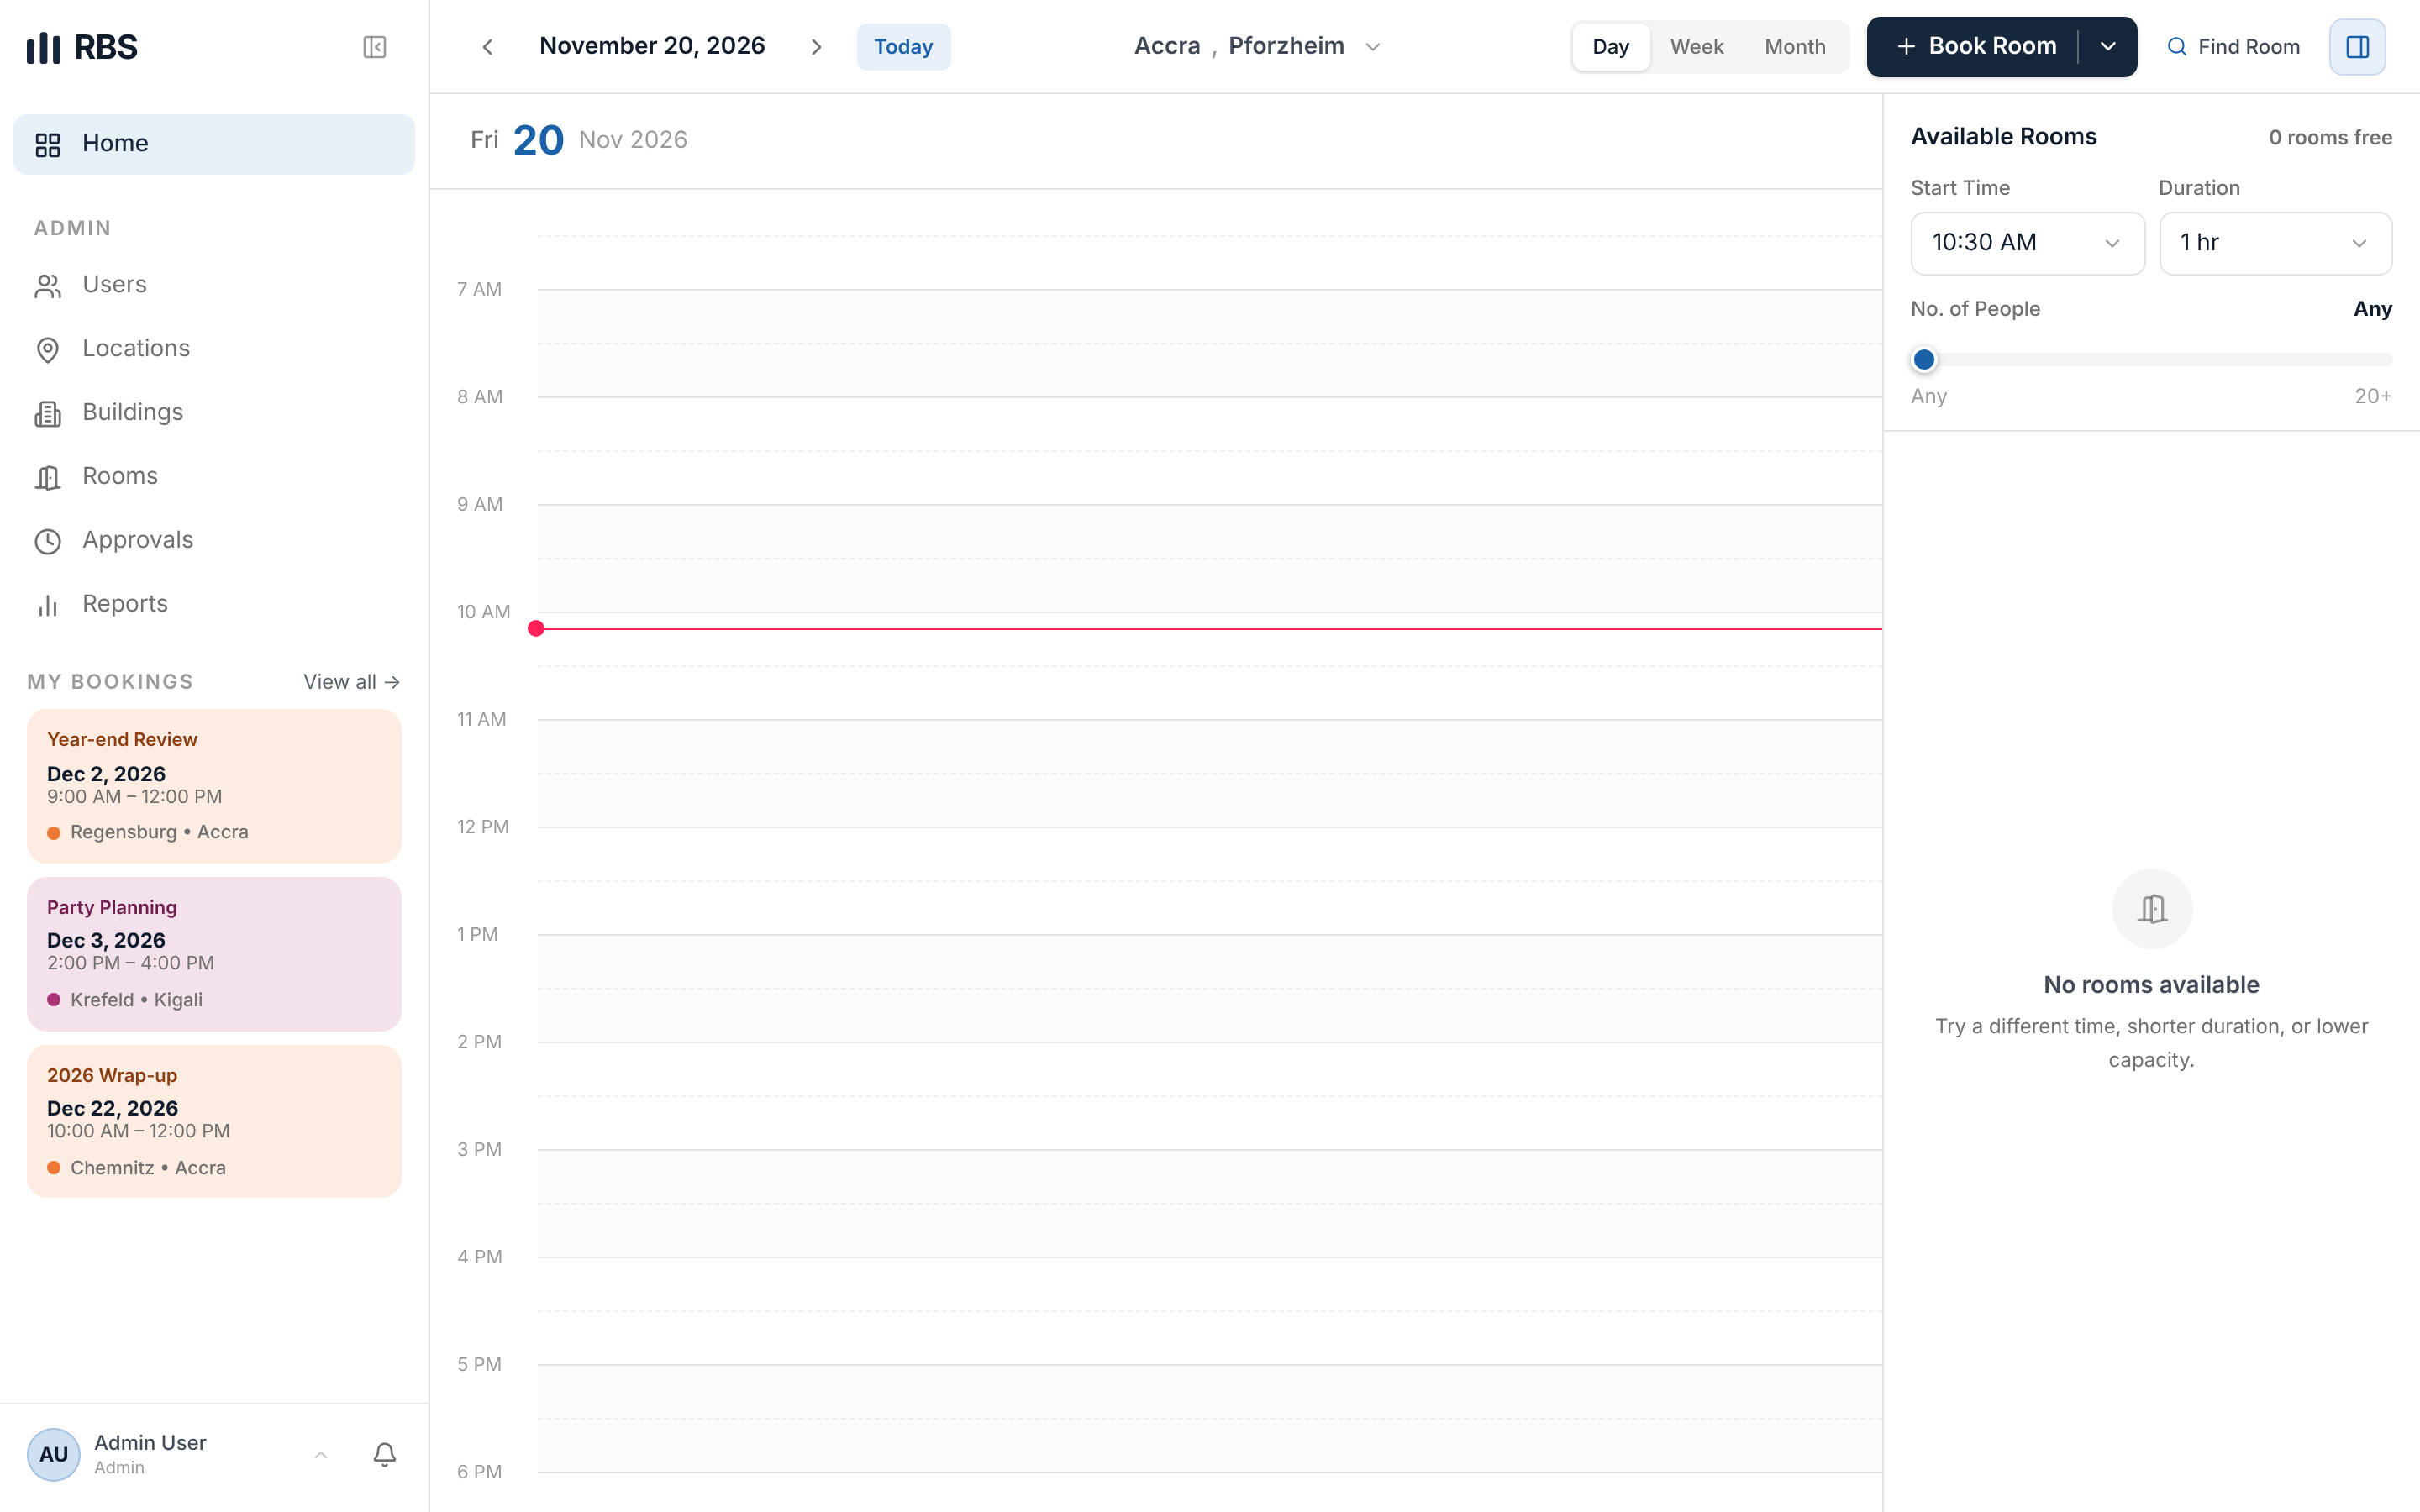 RBS
Home
ADMIN
Users
Locations
Buildings
Rooms
Approvals
Reports
MY BOOKINGS
View all →
Year-end Review
Dec 2, 2026
9:00 AM – 12:00 PM
Regensburg • Accra
Party Planning
Dec 3, 2026
2:00 PM – 4:00 PM
Krefeld • Kigali
2026 Wrap-up
Dec 22, 2026
10:00 AM – 12:00 PM
Chemnitz • Accra
AU
Admin User
Admin
November 20, 2026
Today
Accra , Pforzheim
Day
Week
Month
+ Book Room
Find Room
Fri 20 Nov 2026
7 AM
8 AM
9 AM
10 AM
11 AM
12 PM
1 PM
2 PM
3 PM
4 PM
5 PM
6 PM
Available Rooms
0 rooms free
Start Time
Duration
10:30 AM
1 hr
No. of People
Any
Any
20+
No rooms available
Try a different time, shorter duration, or lower
capacity.